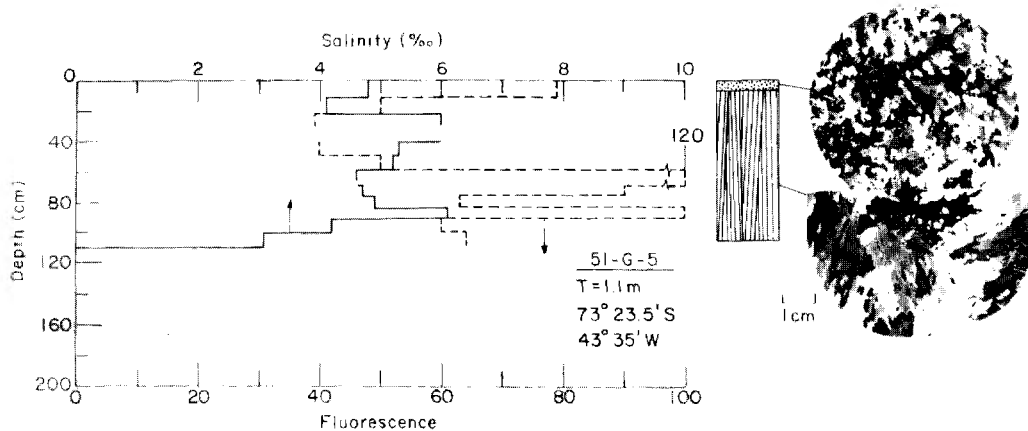 Salinity (‰)
0 2 4 6 8 10
0
40
80
120
160
200
Depth (cm)
120
51-G-5
T=1.1m
73° 23.5' S
43° 35' W
1cm
0 20 40 60 80 100
Fluorescence